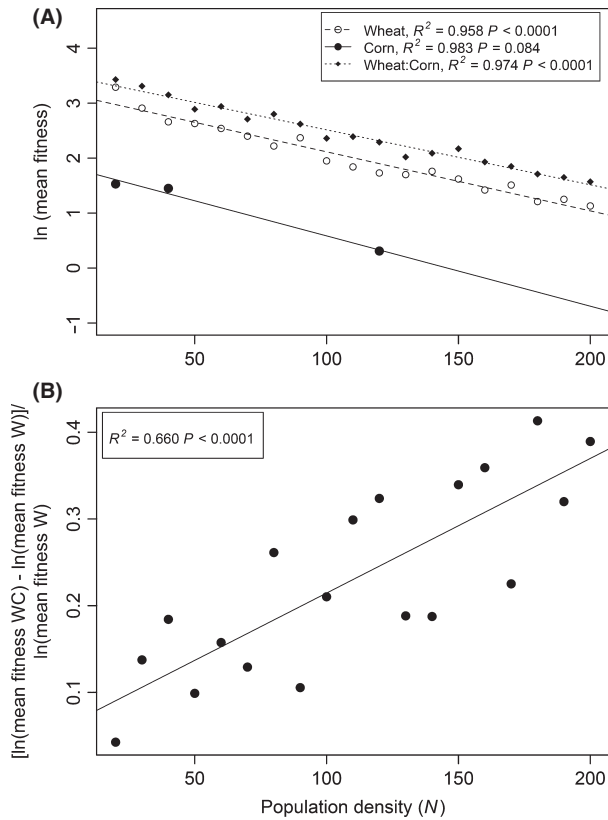 (A)
Wheat, R² = 0.958 P < 0.0001
Corn, R² = 0.983 P = 0.084
Wheat:Corn, R² = 0.974 P < 0.0001
ln (mean fitness)
4
3
2
1
0
−1
50 100 150 200
(B)
R² = 0.660 P < 0.0001
[ln(mean fitness WC) - ln(mean fitness W)]/
ln(mean fitness W)
0.4
0.3
0.2
0.1
50 100 150 200
Population density (N)